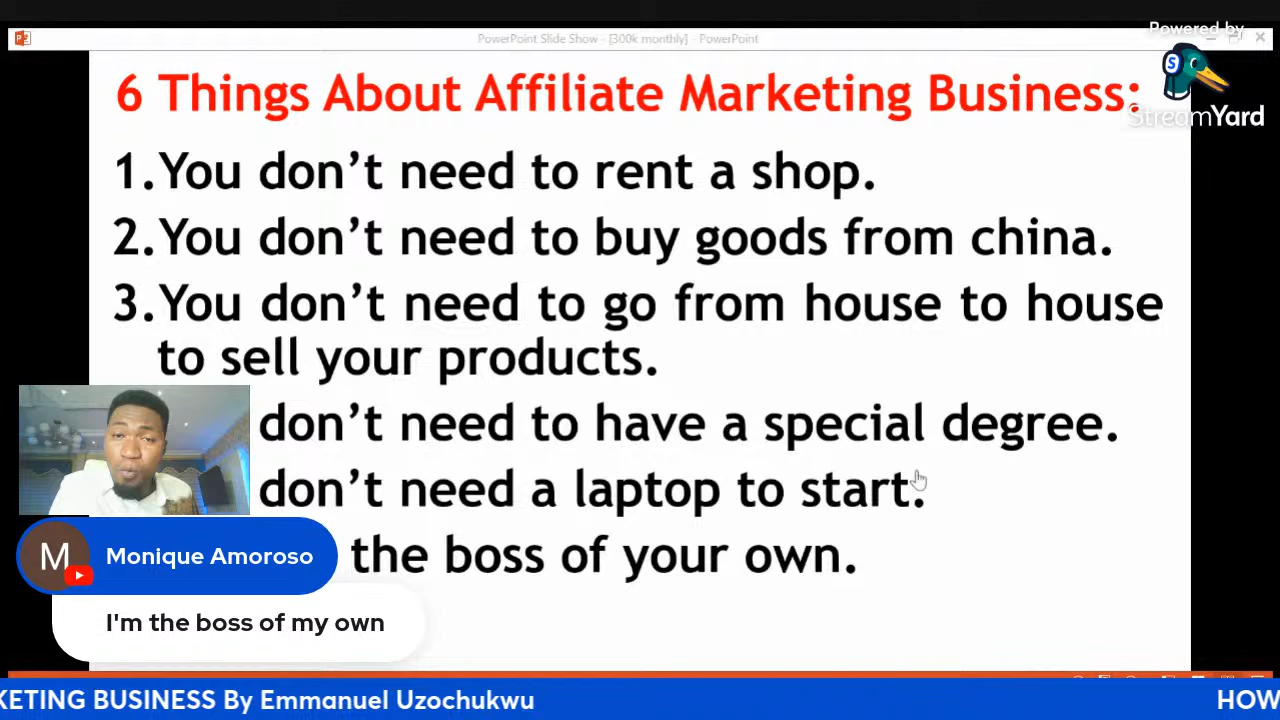 PowerPoint Slide Show - [300k monthly] - PowerPoint
Powered by
S
StreamYard
6 Things About Affiliate Marketing Business:
1.You don't need to rent a shop.
2.You don't need to buy goods from china.
3.You don't need to go from house to house
to sell your products.
don't need to have a special degree.
don't need a laptop to start.
the boss of your own.
M
Monique Amoroso
I'm the boss of my own
KETING BUSINESS By Emmanuel Uzochukwu
HOW